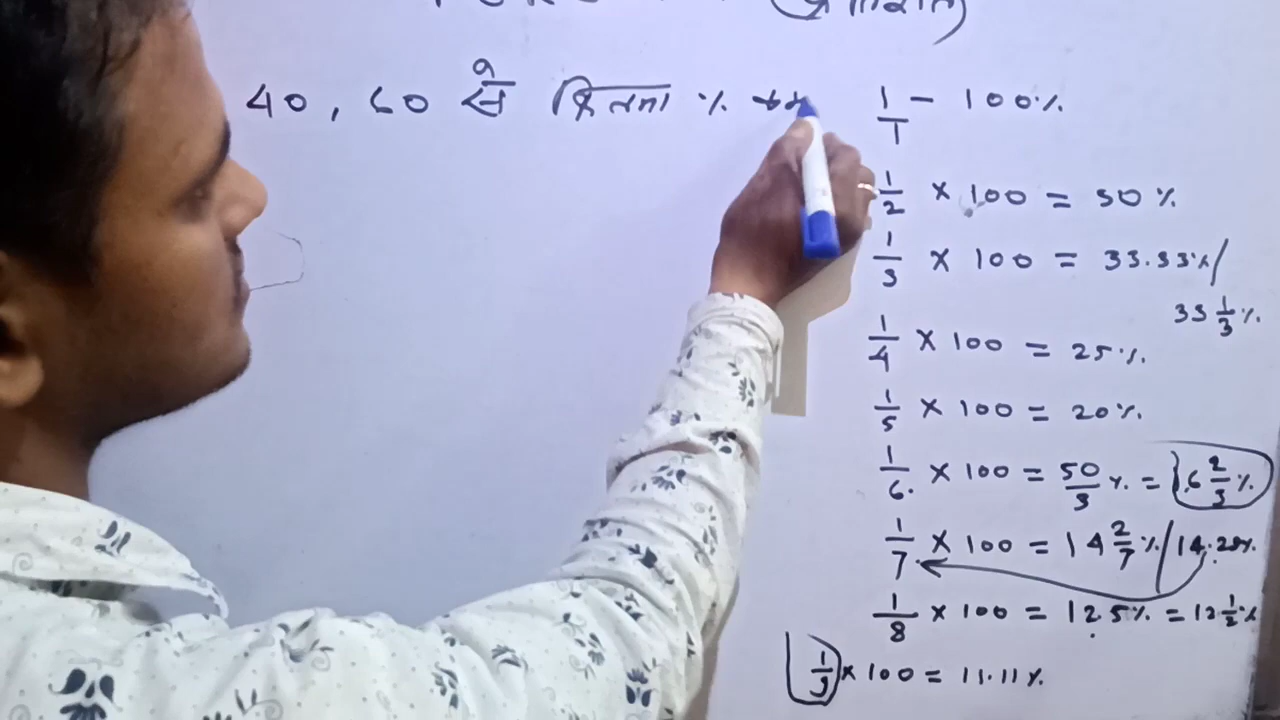 40, 60 से कितना %
1/1 - 100%
1/2 × 100 = 50%
1/3 × 100 = 33.33% /
33 1/3 %
1/4 × 100 = 25%
1/5 × 100 = 20%
1/6 × 100 = 50/3 % = 16 2/3 %
1/7 × 100 = 14 2/7 % / 14.28%
1/8 × 100 = 12.5% = 12 1/2 %
1/9 × 100 = 11.11%